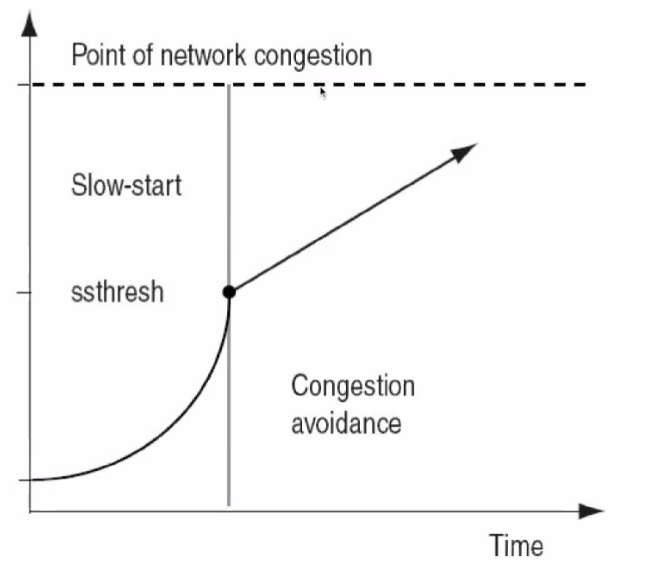 Point of network congestion
Slow-start
ssthresh
Congestion
avoidance
Time